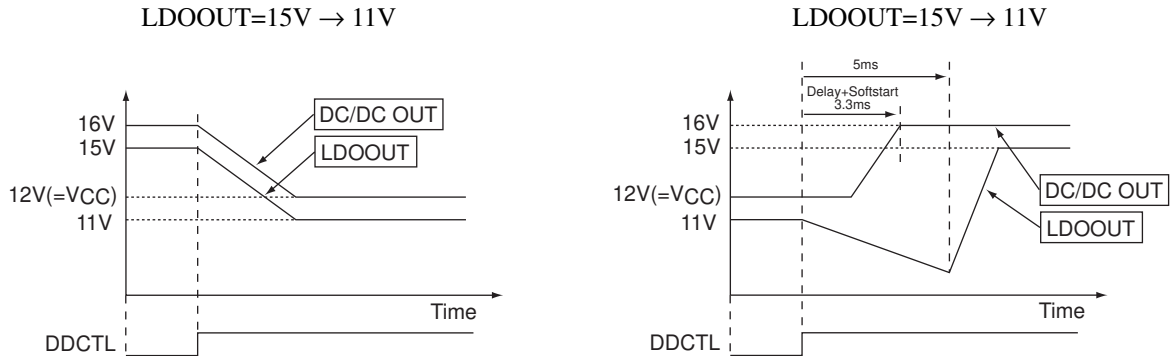 LDOOUT=15V → 11V
16V
15V
12V(=VCC)
11V
DC/DC OUT
LDOOUT
Time
DDCTL
LDOOUT=15V → 11V
5ms
Delay+Softstart
3.3ms
16V
15V
12V(=VCC)
11V
DC/DC OUT
LDOOUT
Time
DDCTL